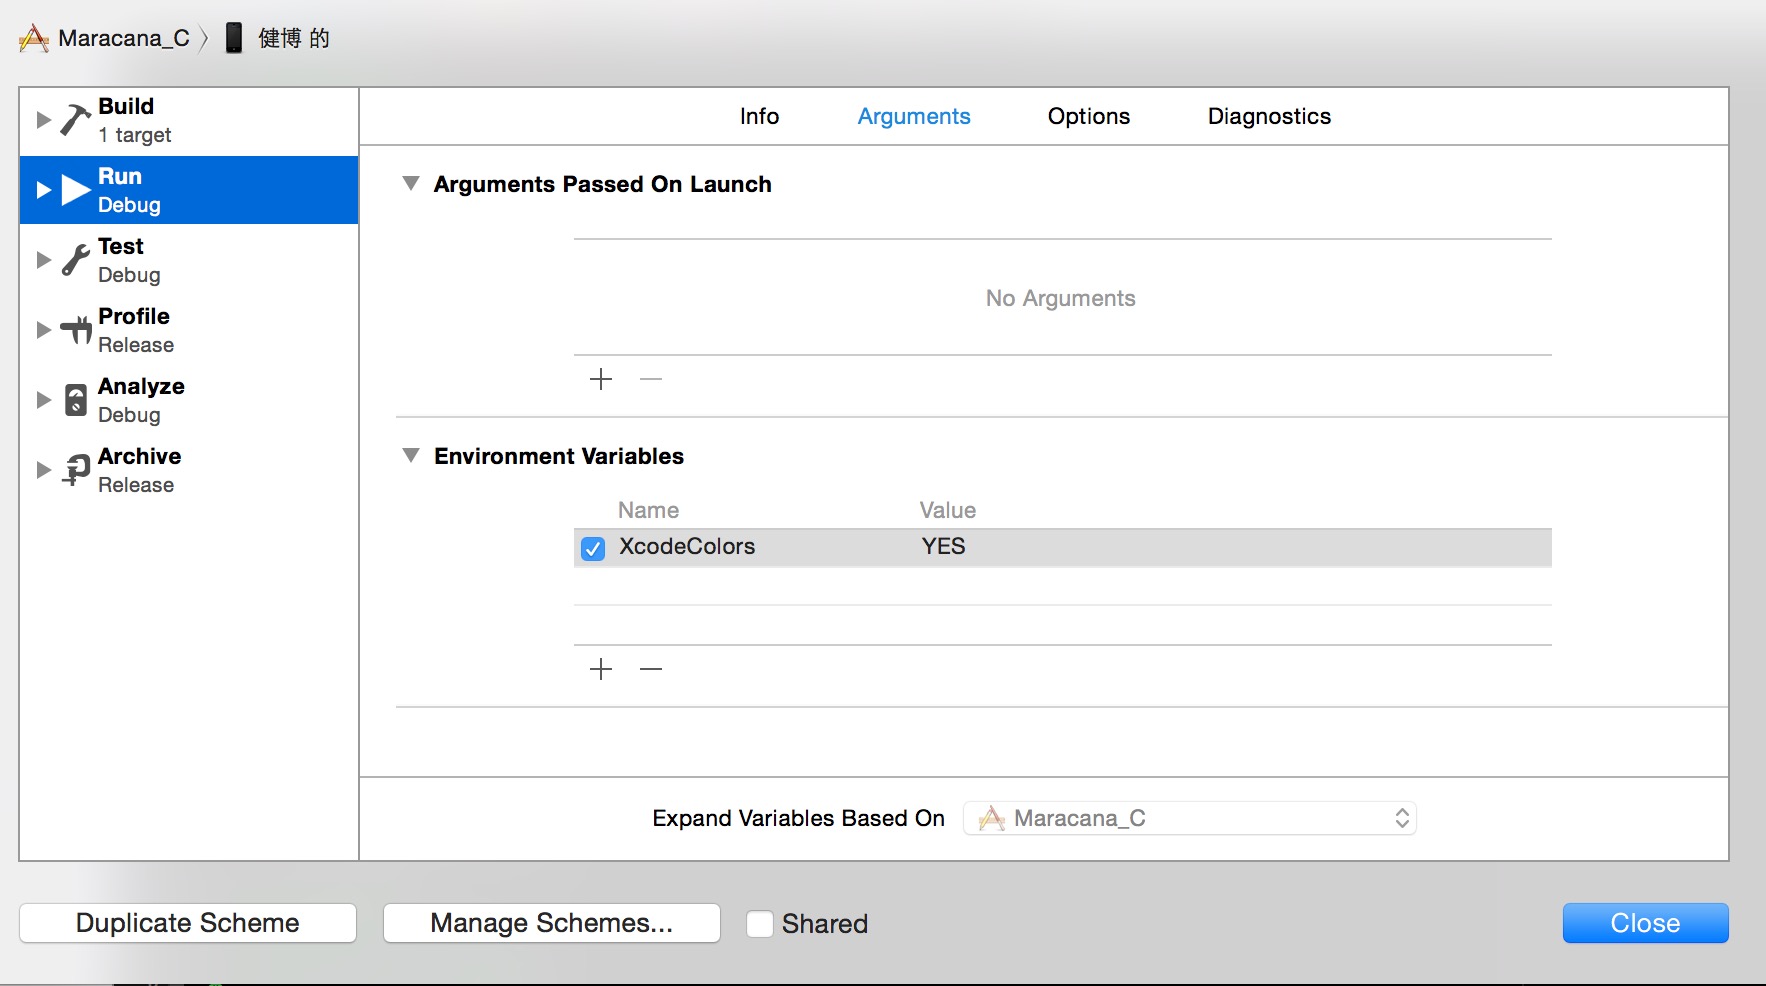 Maracana_C 健博 的
Build
1 target
Run
Debug
Test
Debug
Profile
Release
Analyze
Debug
Archive
Release
Info Arguments Options Diagnostics
Arguments Passed On Launch
No Arguments
Environment Variables
Name Value
XcodeColors YES
Expand Variables Based On Maracana_C
Duplicate Scheme Manage Schemes... Shared Close